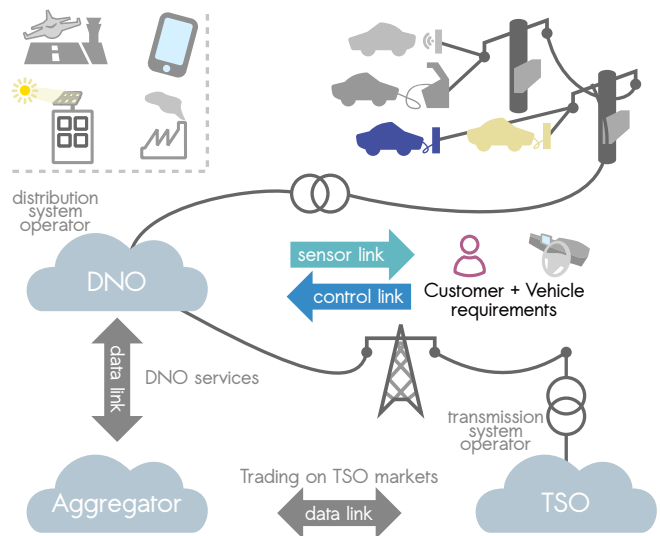 distribution
system
operator
DNO
sensor link
control link
Customer + Vehicle
requirements
data link
DNO services
transmission
system
operator
Trading on TSO markets
Aggregator
data link
TSO